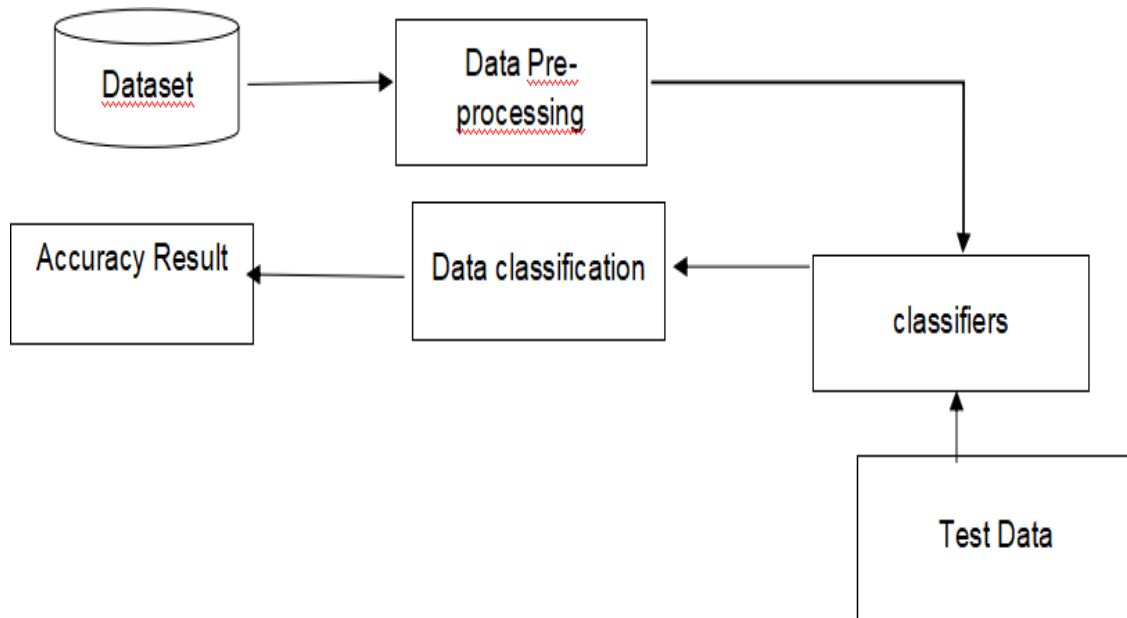 Dataset
Data Pre-
processing
Accuracy Result
Data classification
classifiers
Test Data